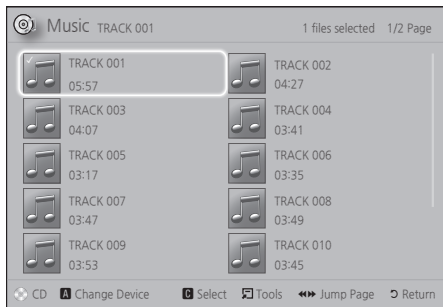 Music TRACK 001 1 files selected 1/2 Page
TRACK 001 TRACK 002
05:57 04:27
TRACK 003 TRACK 004
04:07 03:41
TRACK 005 TRACK 006
03:17 03:35
TRACK 007 TRACK 008
03:47 03:49
TRACK 009 TRACK 010
03:53 03:45
CD A Change Device C Select Tools Jump Page Return